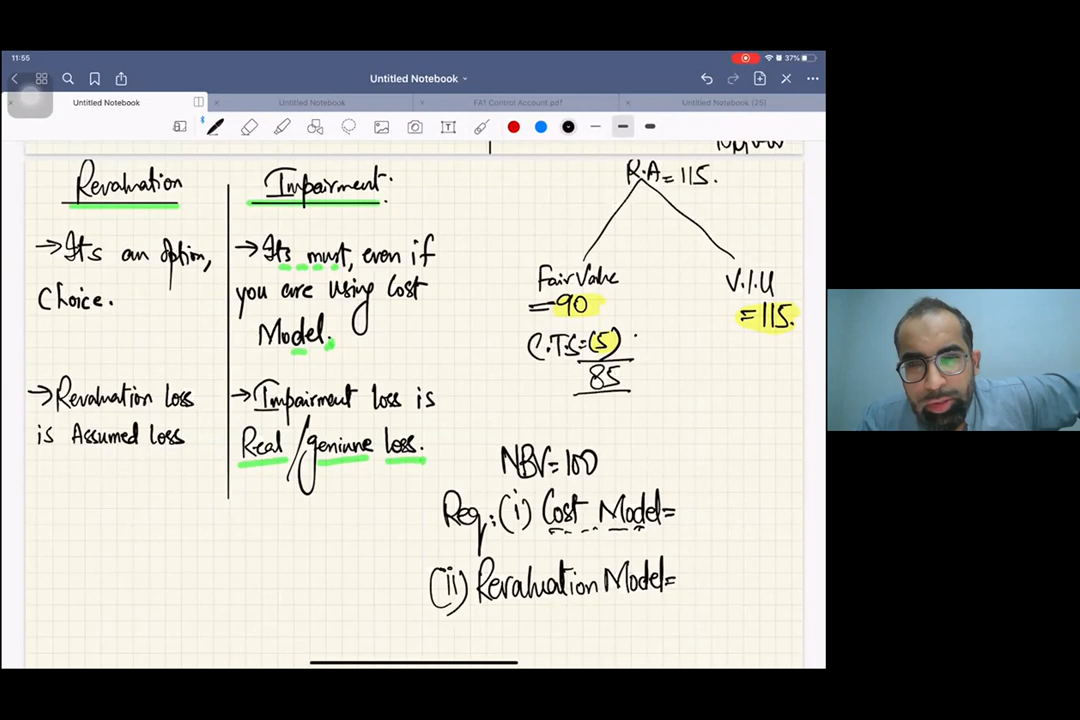 11:55
37%
Untitled Notebook
Untitled Notebook
Untitled Notebook
FA1 Control Account.pdf
Untitled Notebook (25)
Revaluation
→ Its an option,
Choice.
→ Revaluation Loss
is Assumed loss
Impairment:
→ Its must, even if
you are using Cost
Model.
→ Impairment loss is
Real/geniune loss.
R.A = 115.
Fair Value
= 90
C.T.S = (5)
85
V.I.U
= 115.
NBV = 100
Req: (i) Cost Model =
(ii) Revaluation Model =